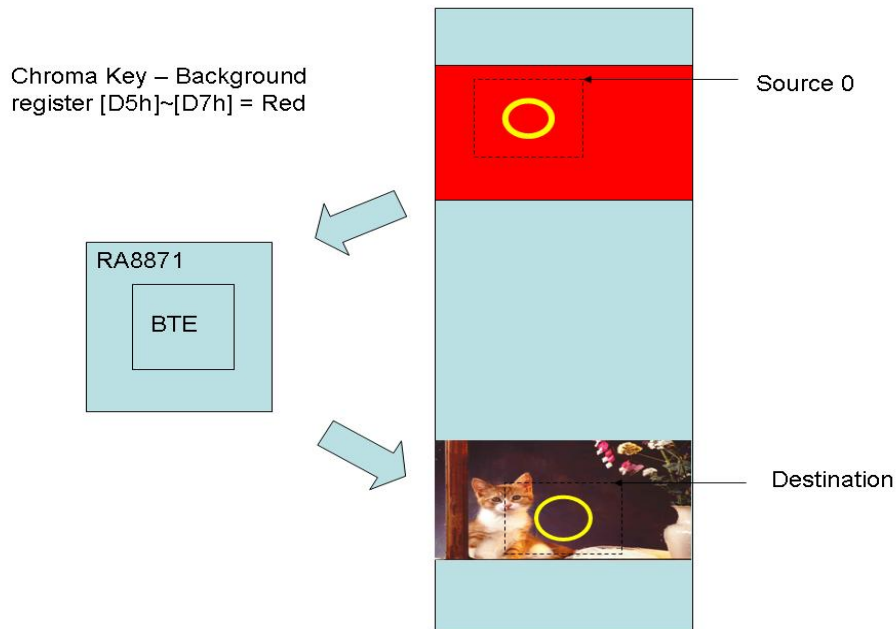 Chroma Key – Background
register [D5h]~[D7h] = Red
Source 0
RA8871
BTE
Destination